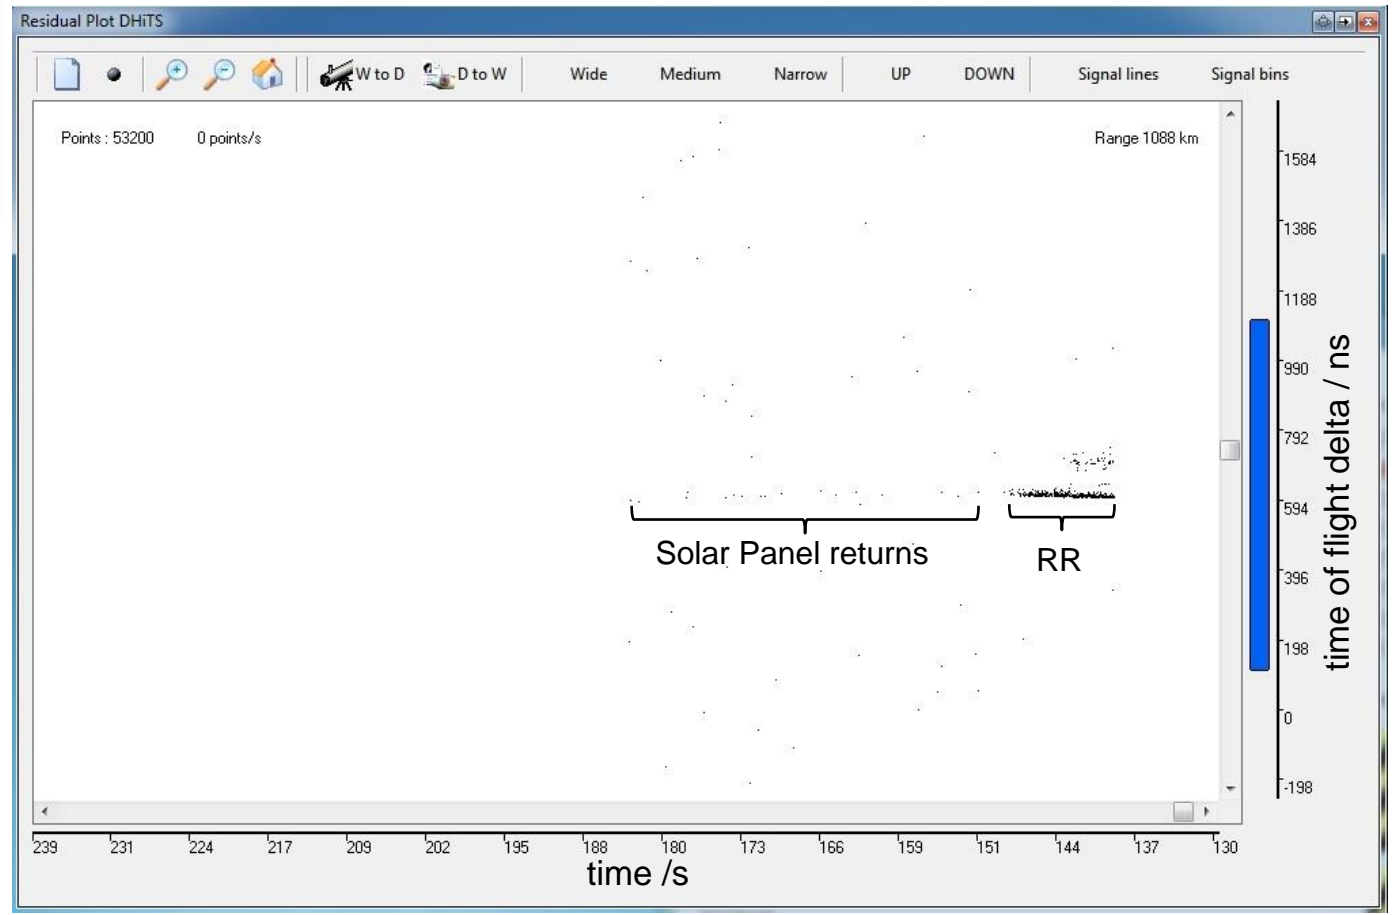 Residual Plot DHiTS
W to D D to W Wide Medium Narrow UP DOWN Signal lines Signal bins
Points : 53200 0 points/s Range 1088 km
1584
1386
1188
990
792
594
396
198
0
-198
time of flight delta / ns
Solar Panel returns
RR
239 231 224 217 209 202 195 188 180 173 166 159 151 144 137 130
time /s